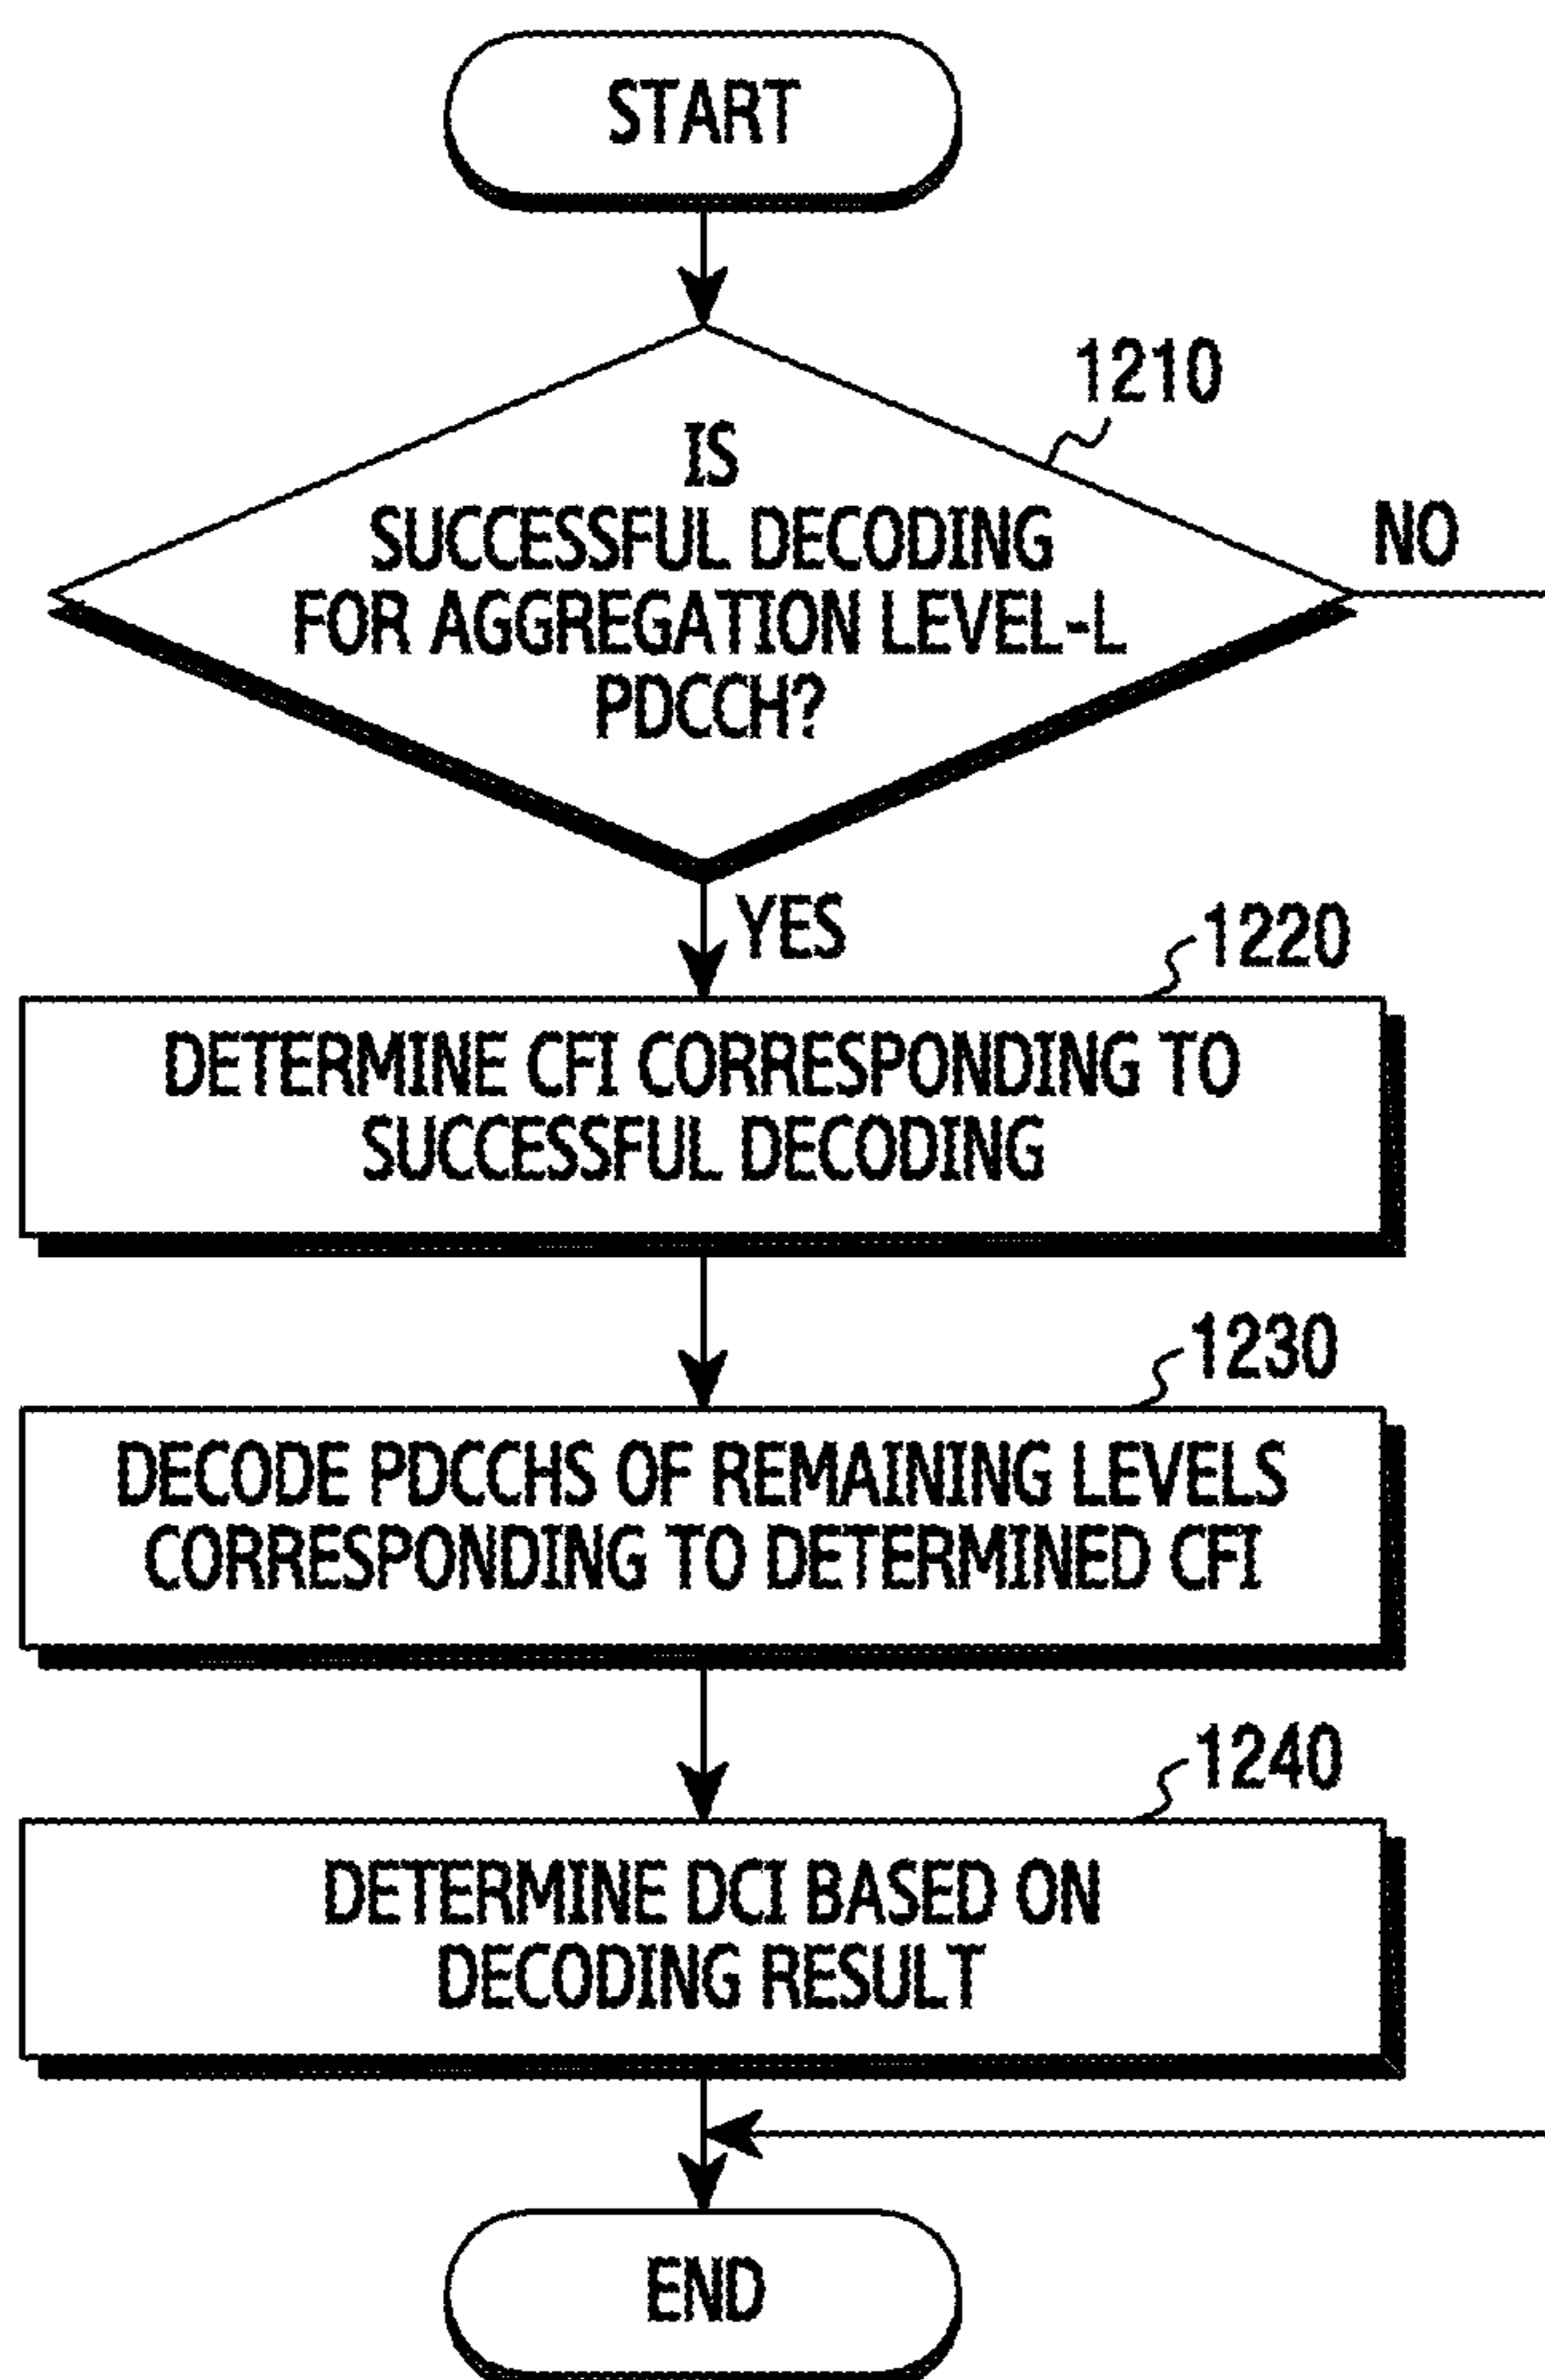 START
1210
IS
SUCCESSFUL DECODING
FOR AGGREGATION LEVEL-L
PDCCH?
NO
YES
1220
DETERMINE CFI CORRESPONDING TO
SUCCESSFUL DECODING
1230
DECODE PDCCHS OF REMAINING LEVELS
CORRESPONDING TO DETERMINED CFI
1240
DETERMINE DCI BASED ON
DECODING RESULT
END